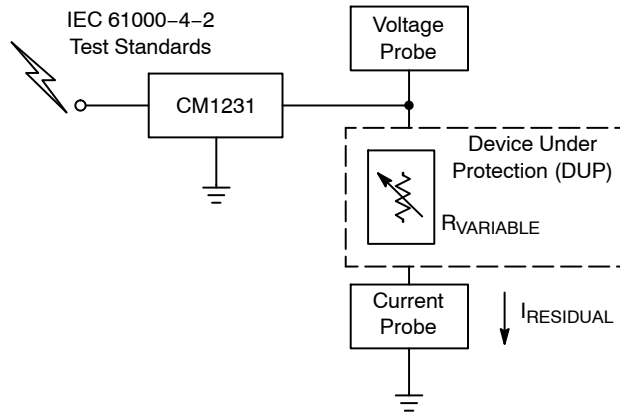 IEC 61000−4−2
Test Standards
Voltage
Probe
CM1231
Device Under
Protection (DUP)
RVARIABLE
Current
Probe
IRESIDUAL